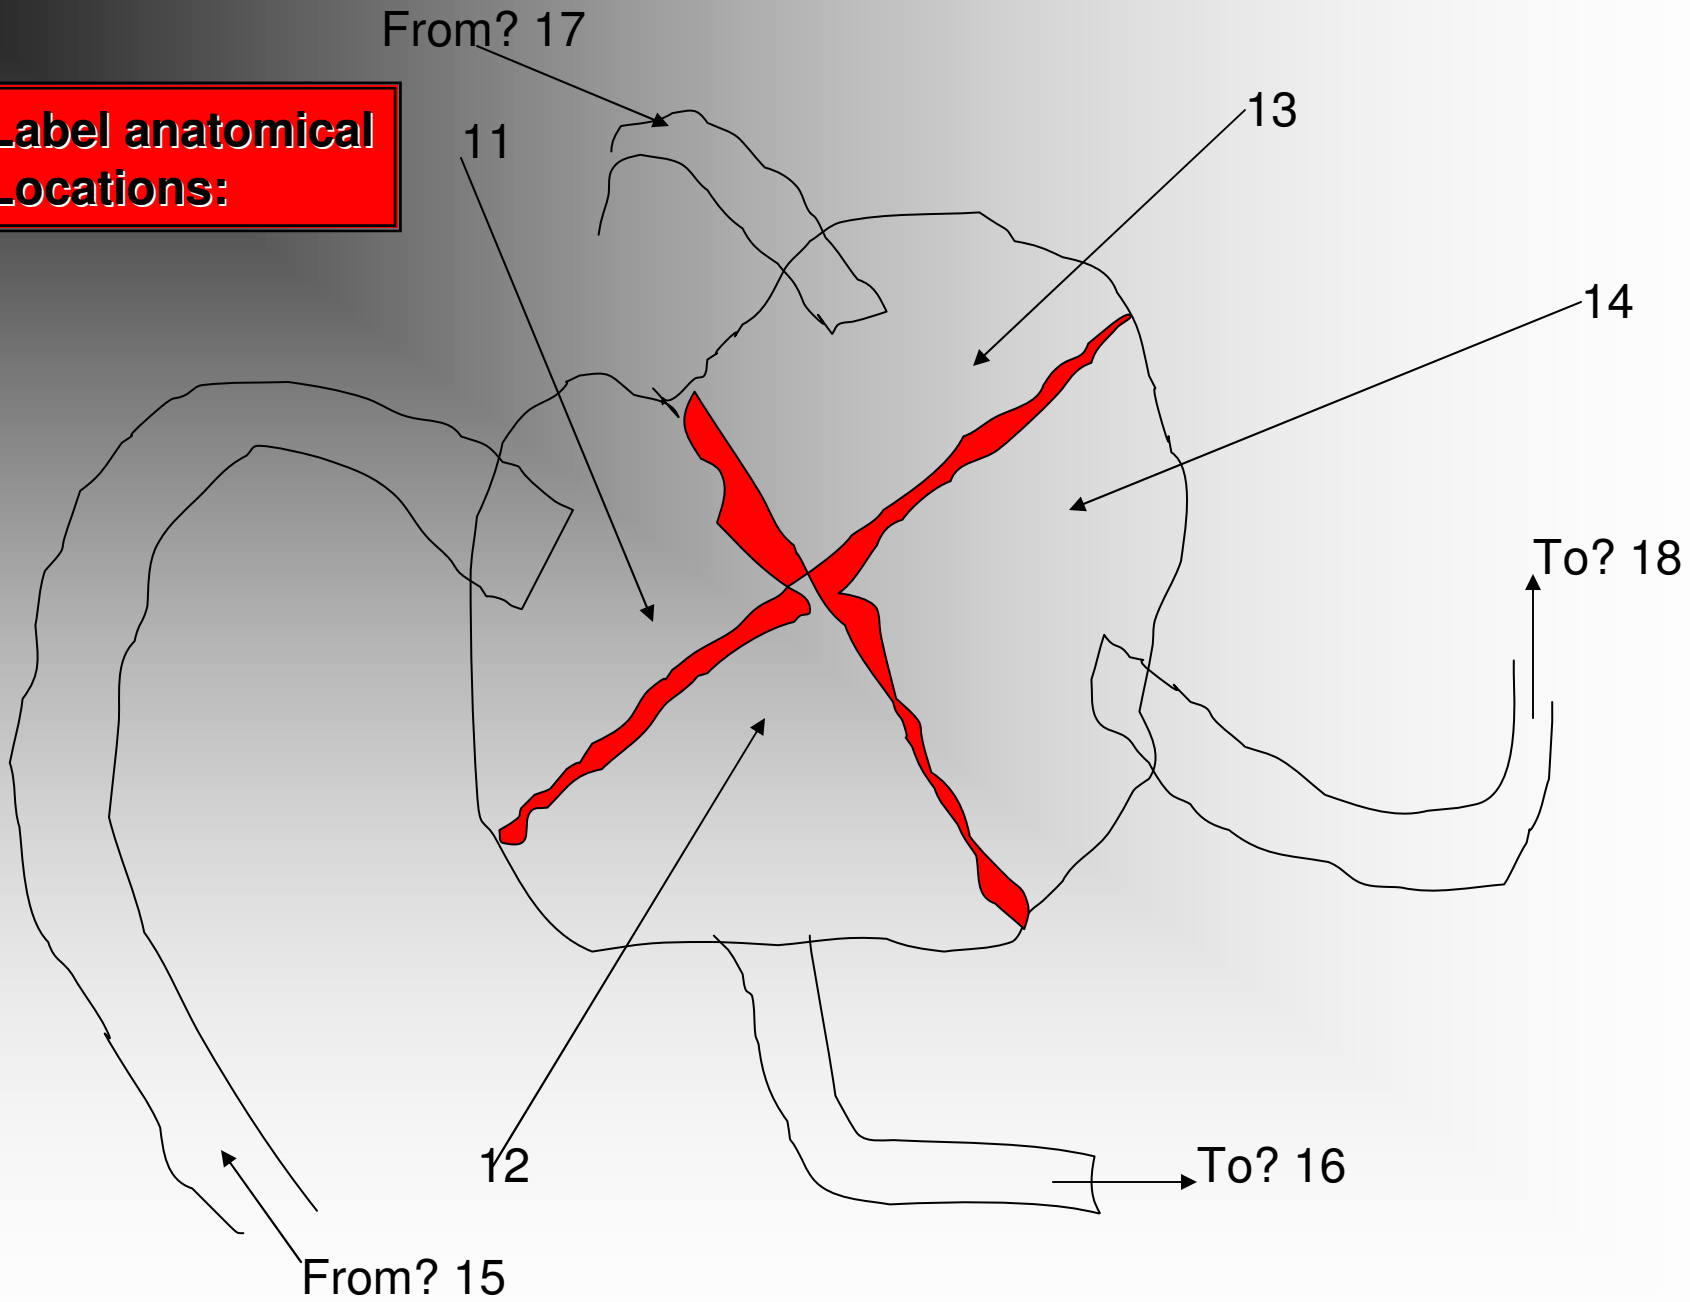 From? 17
Label anatomical
Locations:
11
13
14
To? 18
12
To? 16
From? 15